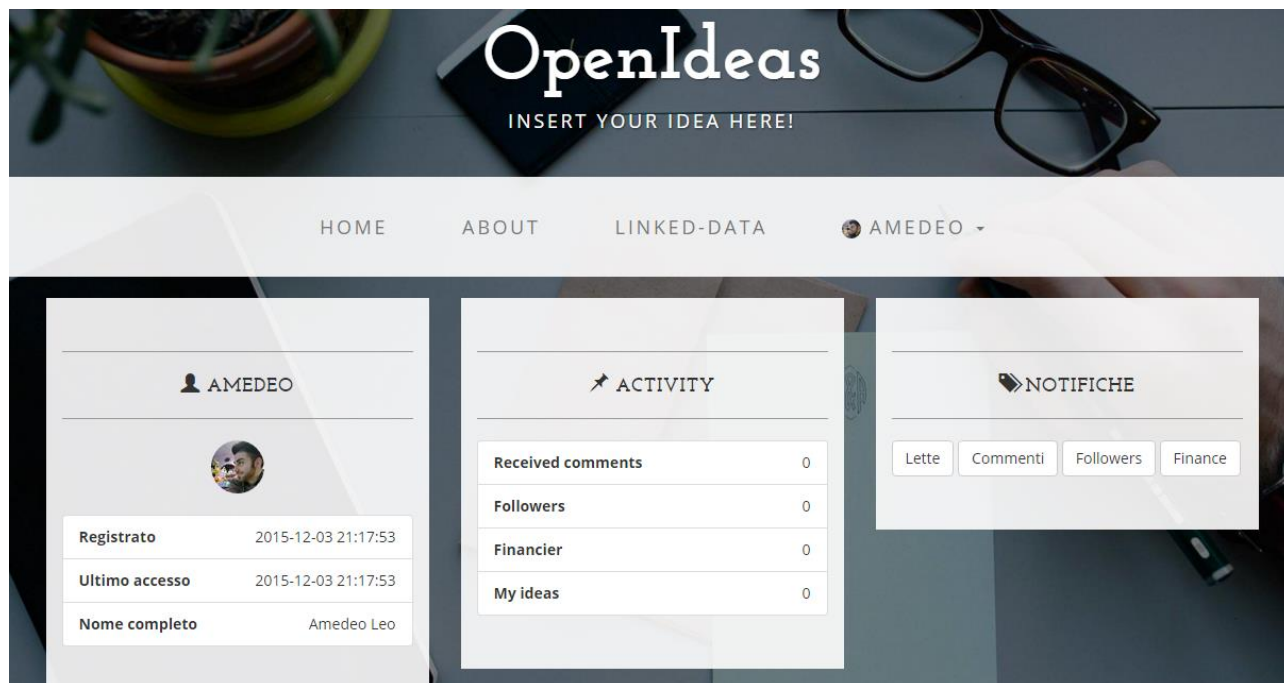 OpenIdeas
INSERT YOUR IDEA HERE!
HOME ABOUT LINKED-DATA AMEDEO
AMEDEO
Registrato 2015-12-03 21:17:53
Ultimo accesso 2015-12-03 21:17:53
Nome completo Amedeo Leo
ACTIVITY
Received comments 0
Followers 0
Financier 0
My ideas 0
NOTIFICHE
Lette Commenti Followers Finance